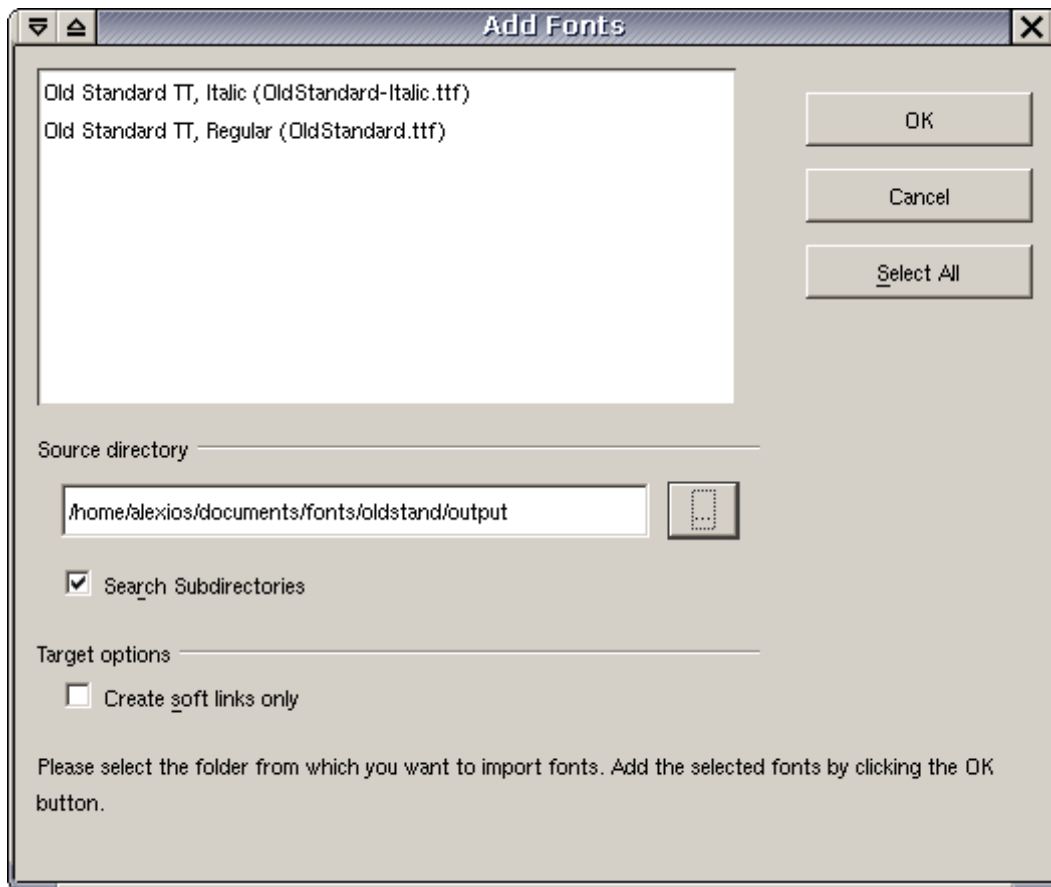 Add Fonts
Old Standard TT, Italic (OldStandard-Italic.ttf)
Old Standard TT, Regular (OldStandard.ttf)
OK
Cancel
Select All
Source directory
/home/alexios/documents/fonts/oldstand/output
...
Search Subdirectories
Target options
Create soft links only
Please select the folder from which you want to import fonts. Add the selected fonts by clicking the OK
button.